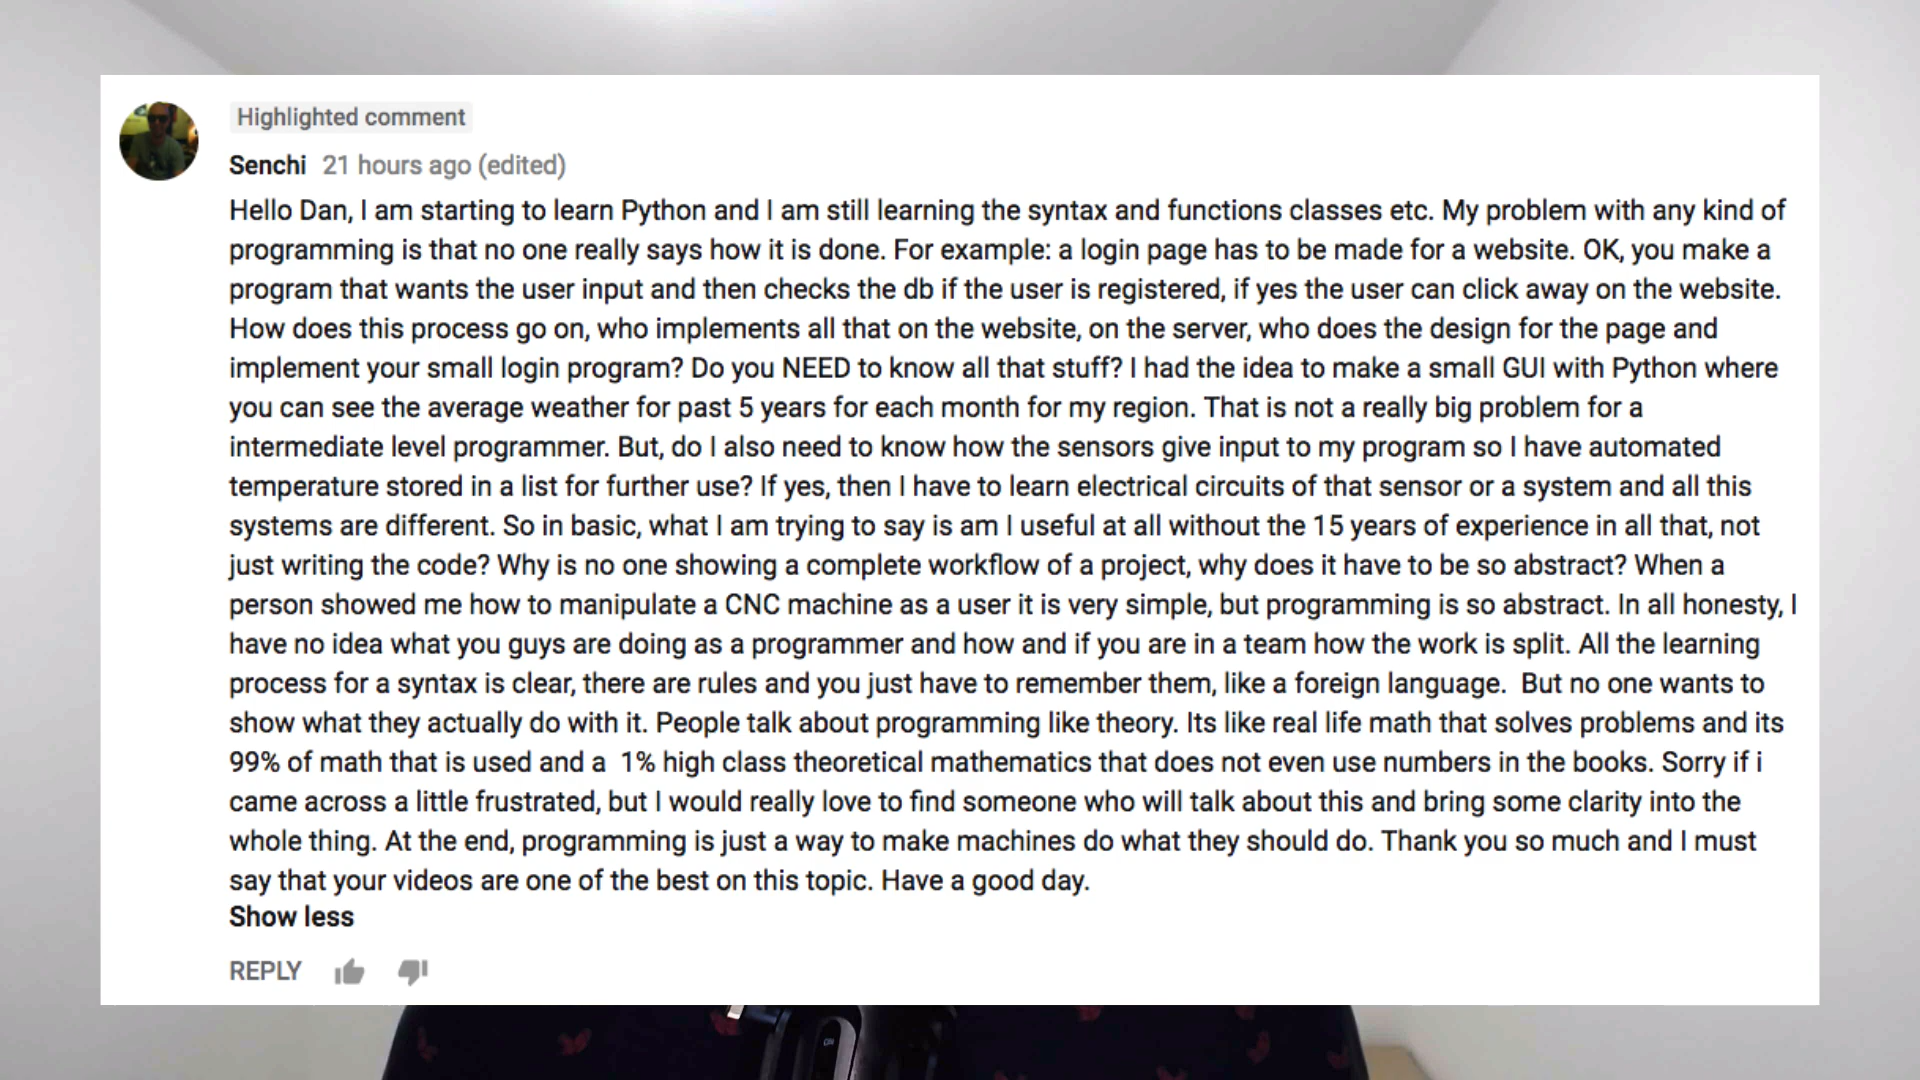 Highlighted comment
Senchi 21 hours ago (edited)
Hello Dan, I am starting to learn Python and I am still learning the syntax and functions classes etc. My problem with any kind of
programming is that no one really says how it is done. For example: a login page has to be made for a website. OK, you make a
program that wants the user input and then checks the db if the user is registered, if yes the user can click away on the website.
How does this process go on, who implements all that on the website, on the server, who does the design for the page and
implement your small login program? Do you NEED to know all that stuff? I had the idea to make a small GUI with Python where
you can see the average weather for past 5 years for each month for my region. That is not a really big problem for a
intermediate level programmer. But, do I also need to know how the sensors give input to my program so I have automated
temperature stored in a list for further use? If yes, then I have to learn electrical circuits of that sensor or a system and all this
systems are different. So in basic, what I am trying to say is am I useful at all without the 15 years of experience in all that, not
just writing the code? Why is no one showing a complete workflow of a project, why does it have to be so abstract? When a
person showed me how to manipulate a CNC machine as a user it is very simple, but programming is so abstract. In all honesty, I
have no idea what you guys are doing as a programmer and how and if you are in a team how the work is split. All the learning
process for a syntax is clear, there are rules and you just have to remember them, like a foreign language.  But no one wants to
show what they actually do with it. People talk about programming like theory. Its like real life math that solves problems and its
99% of math that is used and a  1% high class theoretical mathematics that does not even use numbers in the books. Sorry if i
came across a little frustrated, but I would really love to find someone who will talk about this and bring some clarity into the
whole thing. At the end, programming is just a way to make machines do what they should do. Thank you so much and I must
say that your videos are one of the best on this topic. Have a good day.
Show less
REPLY
ON